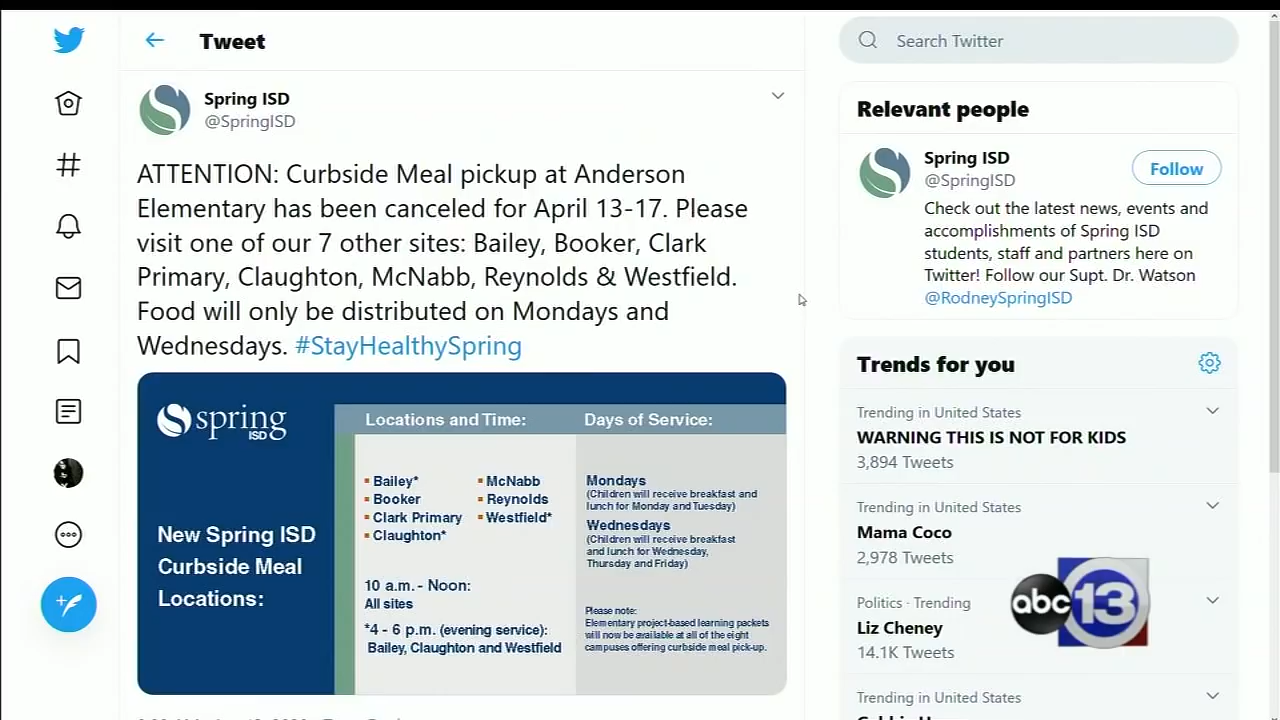 Tweet
Search Twitter
Spring ISD
@SpringISD
ATTENTION: Curbside Meal pickup at Anderson
Elementary has been canceled for April 13-17. Please
visit one of our 7 other sites: Bailey, Booker, Clark
Primary, Claughton, McNabb, Reynolds & Westfield.
Food will only be distributed on Mondays and
Wednesdays. #StayHealthySpring
spring
ISD
New Spring ISD
Curbside Meal
Locations:
Locations and Time:
Bailey*
Booker
Clark Primary
Claughton*
McNabb
Reynolds
Westfield*
10 a.m. - Noon:
All sites
*4 - 6 p.m. (evening service):
Bailey, Claughton and Westfield
Days of Service:
Mondays
(Children will receive breakfast and
lunch for Monday and Tuesday)
Wednesdays
(Children will receive breakfast
and lunch for Wednesday,
Thursday and Friday)
Please note:
Elementary project-based learning packets
will now be available at all of the eight
campuses offering curbside meal pick-up.
Relevant people
Spring ISD
@SpringISD
Follow
Check out the latest news, events and
accomplishments of Spring ISD
students, staff and partners here on
Twitter! Follow our Supt. Dr. Watson
@RodneySpringISD
Trends for you
Trending in United States
WARNING THIS IS NOT FOR KIDS
3,894 Tweets
Trending in United States
Mama Coco
2,978 Tweets
Politics · Trending
Liz Cheney
14.1K Tweets
Trending in United States
abc 13